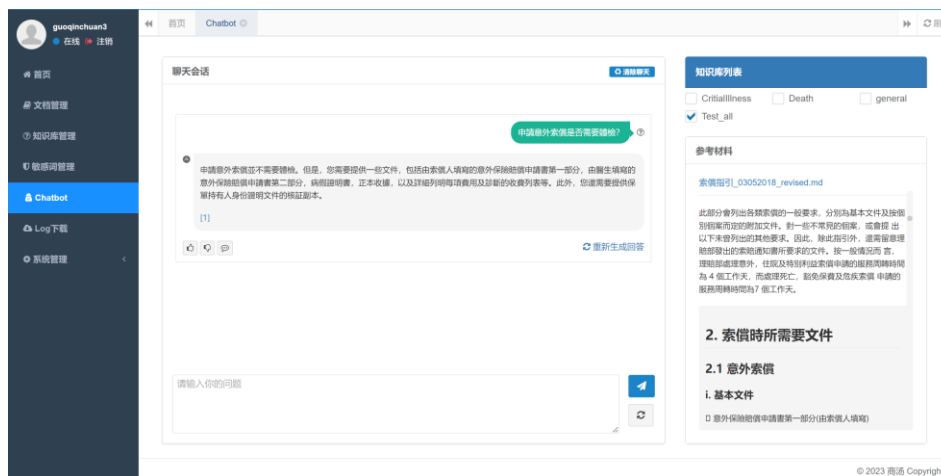 guoqinchuan3
在线 注销
首页
文档管理
知识库管理
敏感词管理
Chatbot
Log下载
系统管理
首页 Chatbot
用
聊天会话
清除聊天
申請意外索償是否需要體檢?
申請意外索償並不需要體檢。但是，您需要提供一些文件，包括由索償人填寫的意外保險賠償申請書第一部分，由醫生填寫的
意外保險賠償申請書第二部分，病假證明書，正本收據，以及詳細列明每項費用及診斷的收費列表等。此外，您還需要提供保
單持有人身份證明文件的核証副本。
[1]
重新生成回答
请输入你的问题
知识库列表
CritialIllness Death general
Test_all
参考材料
索償指引_03052018_revised.md
此部分會列出各類索償的一般要求，分別為基本文件及按個
別個案而定的附加文件。對一些不常見的個案，或會提 出
以下未曾列出的其他要求。因此，除此指引外，還需留意理
賠部發出的索賠通知書所要求的文件。按一般情況而 言，
理賠部處理意外，住院及特別利益索償申請的服務周轉時間
為 4 個工作天，而處理死亡，豁免保費及危疾索償 申請的
服務周轉時間為7 個工作天。
2. 索償時所需要文件
2.1 意外索償
i. 基本文件
意外保險賠償申請書第一部分(由索償人填寫)
© 2023 商汤 Copyrigh